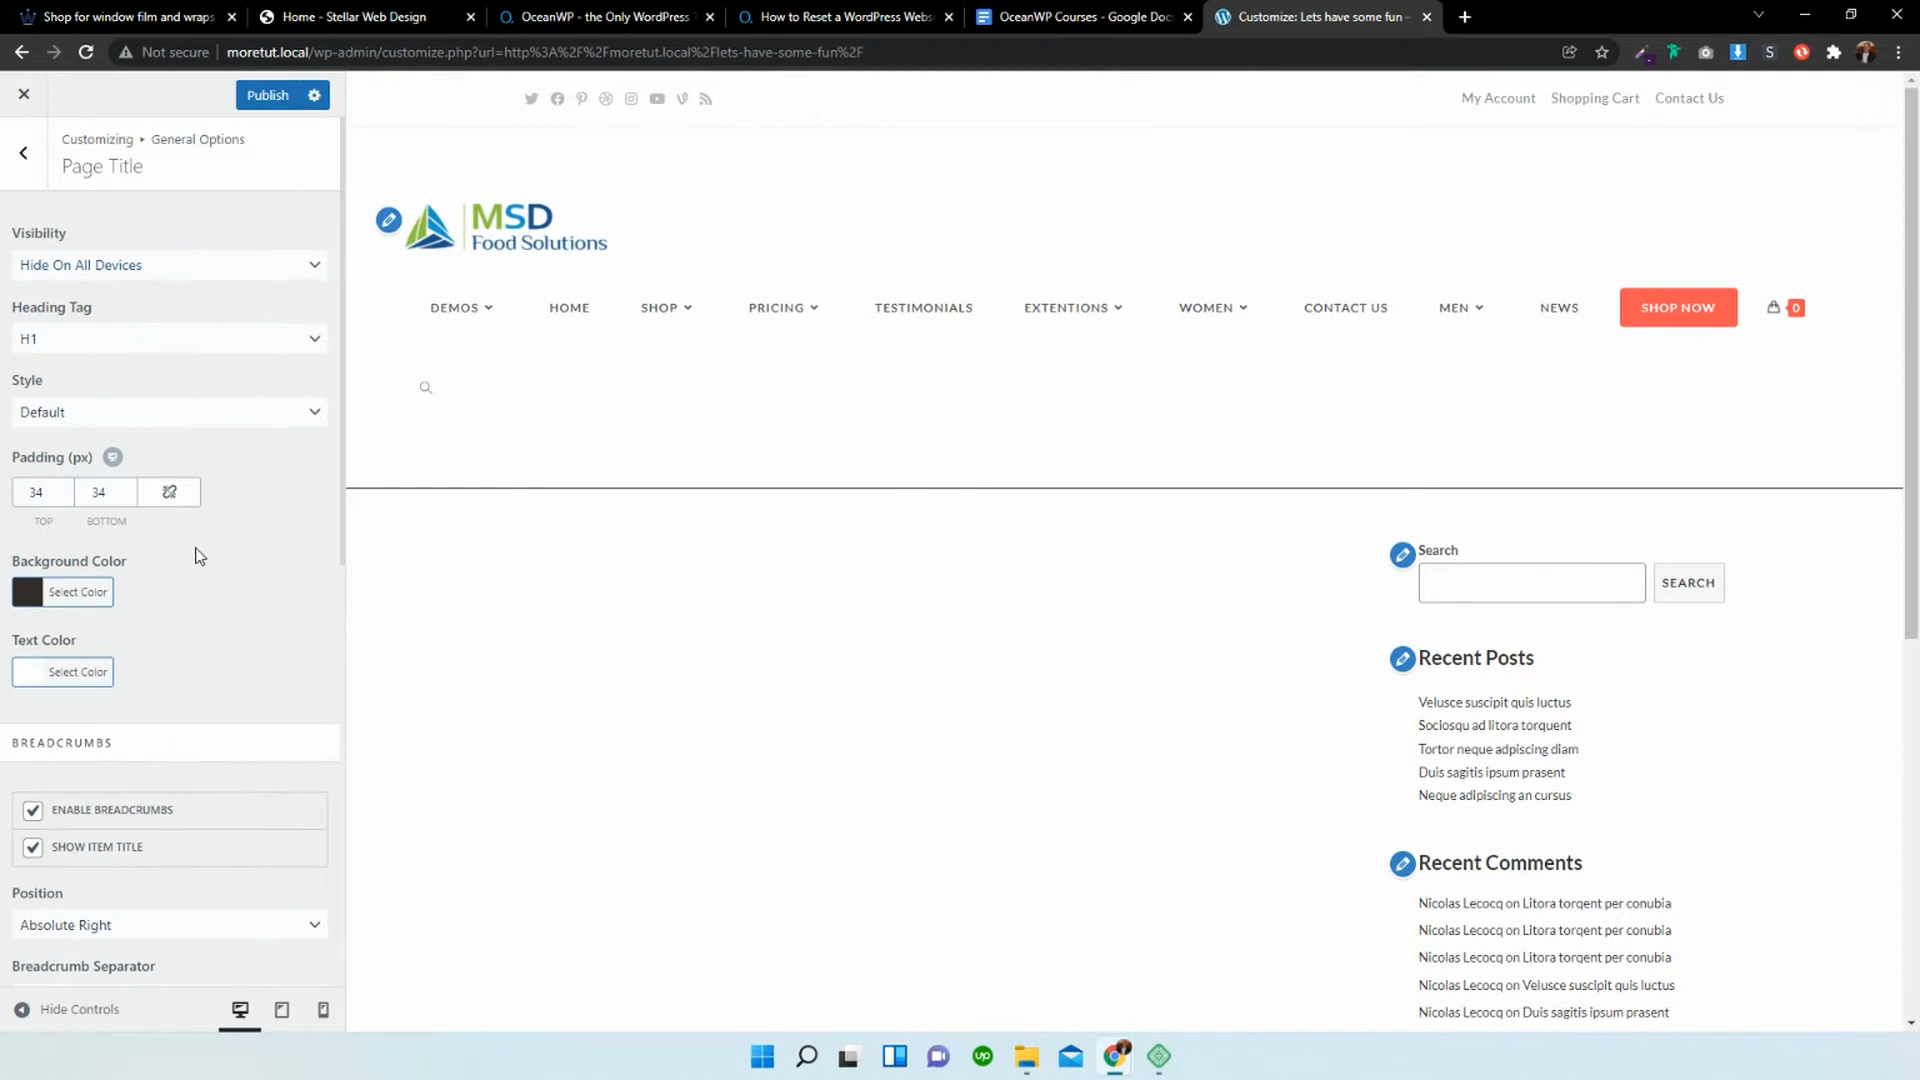 Shop for window film and wraps
Home - Stellar Web Design
OceanWP - the Only WordPress
How to Reset a WordPress Webs
OceanWP Courses - Google Doc
Customize: Lets have some fun -
Not secure
moretut.local/wp-admin/customize.php?url=http%3A%2F%2Fmoretut.local%2Flets-have-some-fun%2F
Publish
Customizing ▸ General Options
Page Title
Visibility
Hide On All Devices
Heading Tag
H1
Style
Default
Padding (px)
34 34
TOP BOTTOM
Background Color
Select Color
Text Color
Select Color
BREADCRUMBS
ENABLE BREADCRUMBS
SHOW ITEM TITLE
Position
Absolute Right
Breadcrumb Separator
Hide Controls
My Account Shopping Cart Contact Us
MSD
Food Solutions
DEMOS HOME SHOP PRICING TESTIMONIALS EXTENTIONS WOMEN CONTACT US MEN NEWS SHOP NOW 0
Search
SEARCH
Recent Posts
Velusce suscipit quis luctus
Sociosqu ad litora torquent
Tortor neque adipiscing diam
Duis sagitis ipsum prasent
Neque adipiscing an cursus
Recent Comments
Nicolas Lecocq on Litora torqent per conubia
Nicolas Lecocq on Litora torqent per conubia
Nicolas Lecocq on Litora torqent per conubia
Nicolas Lecocq on Velusce suscipit quis luctus
Nicolas Lecocq on Duis sagitis ipsum prasent
up